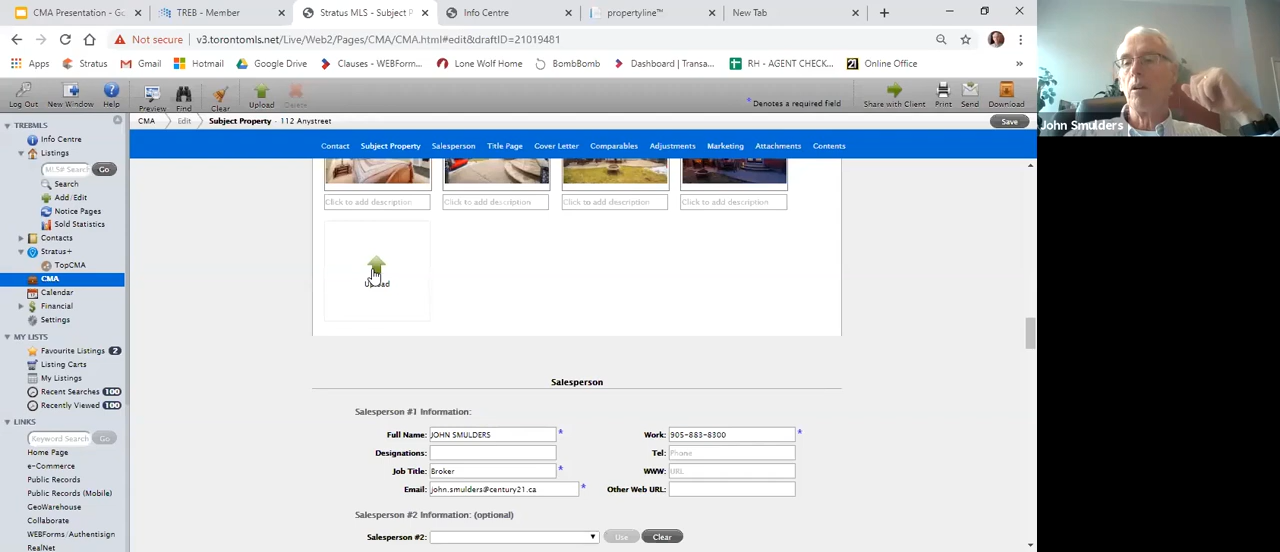 CMA Presentation - G
TREB - Member
Stratus MLS - Subject P
Info Centre
propertyline™
New Tab
Not secure
v3.torontomls.net/Live/Web2/Pages/CMA/CMA.html#edit&draftID=21019481
Apps
Stratus
Gmail
Hotmail
Google Drive
Clauses - WEBForm...
Lone Wolf Home
BombBomb
Dashboard | Transa...
RH - AGENT CHECK...
Online Office
Log Out
New Window
Help
Preview
Find
Clear
Upload
Delete
* Denotes a required field
Share with Client
Print
Send
Download
TREBMLS
CMA
Edit
Subject Property - 112 Anystreet
Save
Contact
Subject Property
Salesperson
Title Page
Cover Letter
Comparables
Adjustments
Marketing
Attachments
Contents
Info Centre
Listings
MLS# Search
Go
Search
Add/Edit
Notice Pages
Sold Statistics
Contacts
Stratus+
TopCMA
CMA
Calendar
Financial
Settings
MY LISTS
Favourite Listings 2
Listing Carts
My Listings
Recent Searches 100
Recently Viewed 100
LINKS
Keyword Search
Go
Home Page
e-Commerce
Public Records
Public Records (Mobile)
GeoWarehouse
Collaborate
WEBForms/Authentisign
RealNet
Click to add description
Click to add description
Click to add description
Click to add description
Upload
Salesperson
Salesperson #1 Information:
Full Name: JOHN SMULDERS *
Work: 905-883-8300 *
Designations:
Tel: Phone
Job Title: Broker *
WWW: URL
Email: john.smulders@century21.ca *
Other Web URL:
Salesperson #2 Information: (optional)
Salesperson #2:
Use
Clear
John Smulders